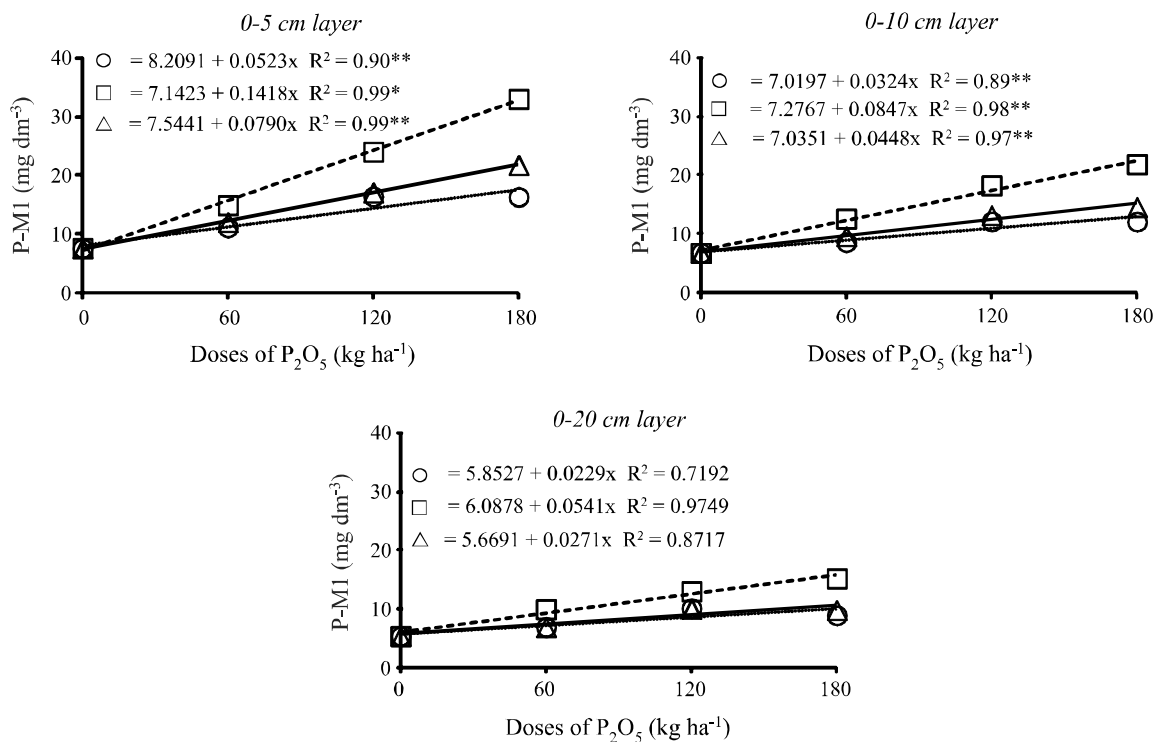 0-5 cm layer
○ = 8.2091 + 0.0523x R² = 0.90**
□ = 7.1423 + 0.1418x R² = 0.99*
△ = 7.5441 + 0.0790x R² = 0.99**
P-M1 (mg dm⁻³)
40
30
20
10
0
0 60 120 180
Doses of P₂O₅ (kg ha⁻¹)
0-10 cm layer
○ = 7.0197 + 0.0324x R² = 0.89**
□ = 7.2767 + 0.0847x R² = 0.98**
△ = 7.0351 + 0.0448x R² = 0.97**
P-M1 (mg dm⁻³)
40
30
20
10
0
0 60 120 180
Doses of P₂O₅ (kg ha⁻¹)
0-20 cm layer
○ = 5.8527 + 0.0229x R² = 0.7192
□ = 6.0878 + 0.0541x R² = 0.9749
△ = 5.6691 + 0.0271x R² = 0.8717
P-M1 (mg dm⁻³)
40
30
20
10
0
0 60 120 180
Doses of P₂O₅ (kg ha⁻¹)